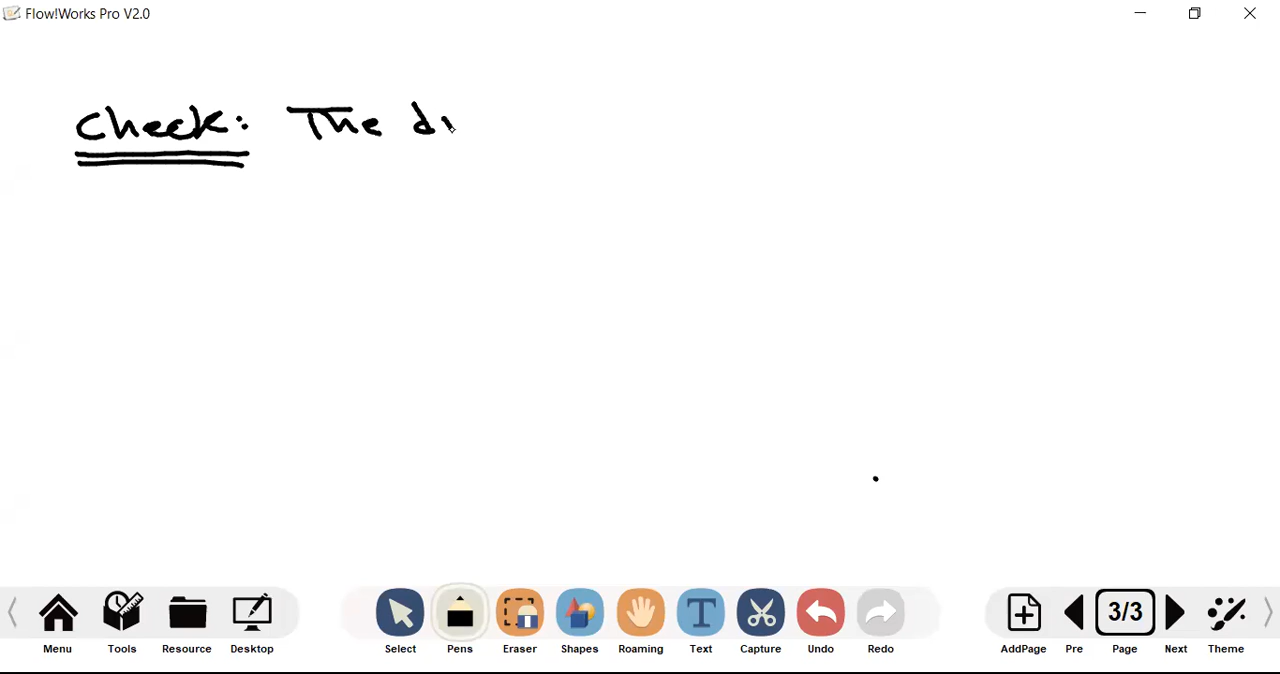 Flow!Works Pro V2.0
Check: The di
Menu Tools Resource Desktop Select Pens Eraser Shapes Roaming Text Capture Undo Redo AddPage Pre 3/3 Page Next Theme